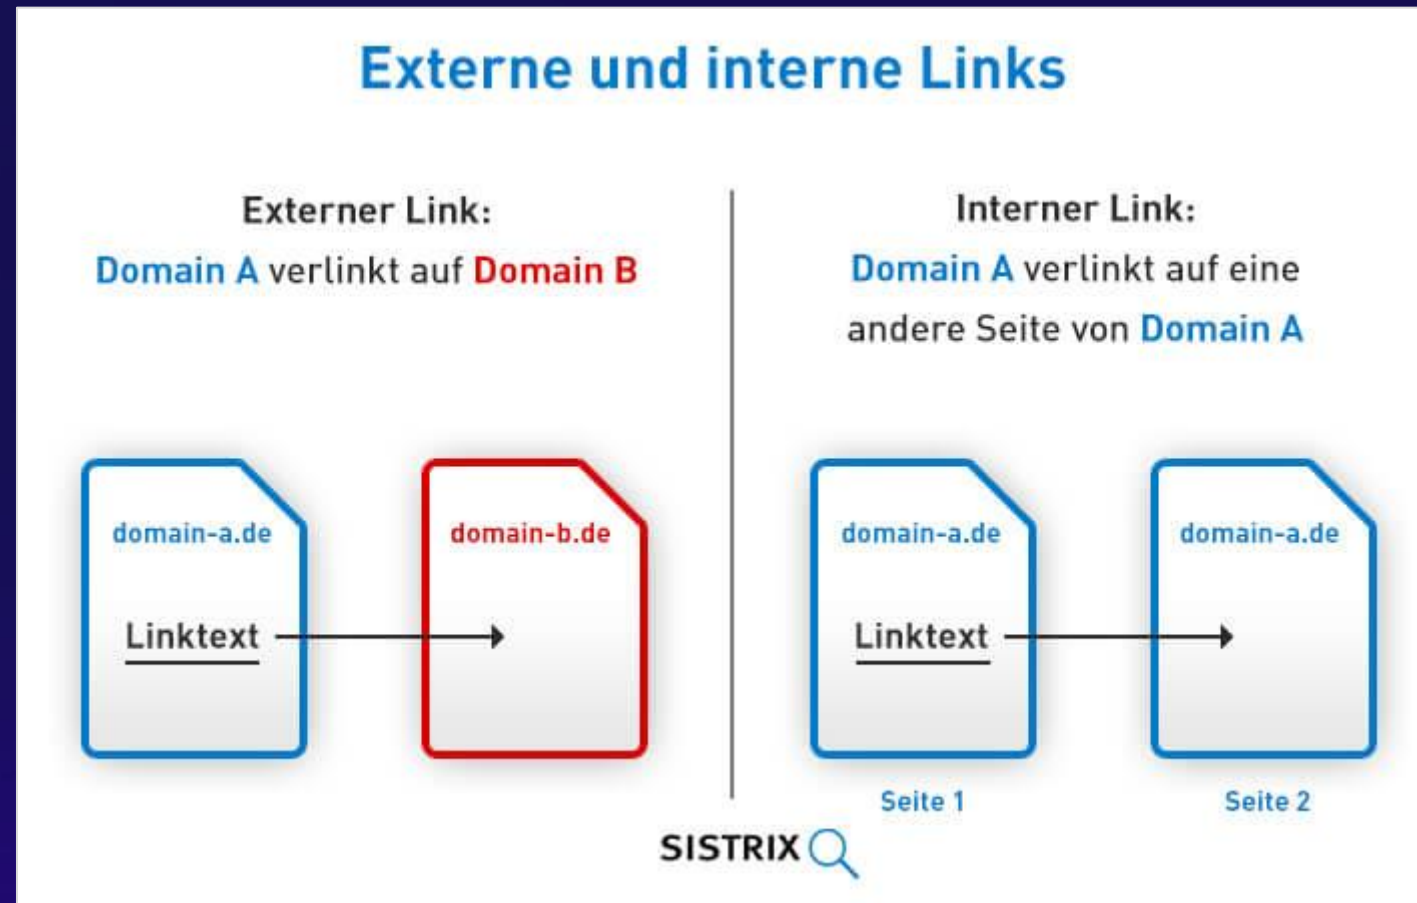 Externe und interne Links
Externer Link:
Domain A verlinkt auf Domain B
domain-a.de
domain-b.de
Linktext
Interner Link:
Domain A verlinkt auf eine
andere Seite von Domain A
domain-a.de
domain-a.de
Linktext
Seite 1
Seite 2
SISTRIX